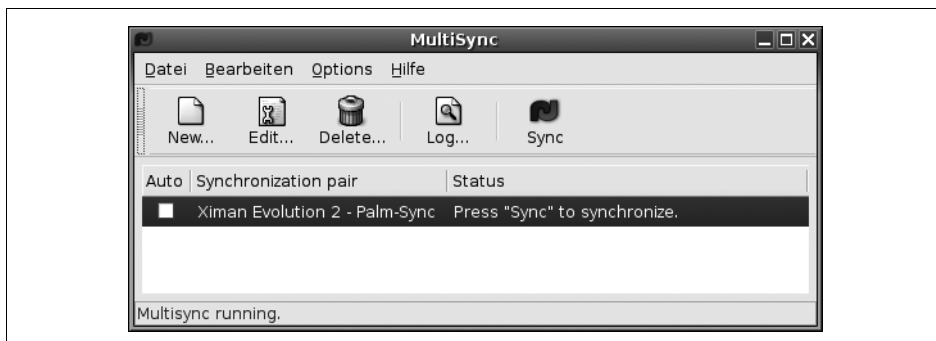 MultiSync
Datei Bearbeiten Options Hilfe
New... Edit... Delete... Log... Sync
Auto Synchronization pair Status
Ximan Evolution 2 - Palm-Sync Press "Sync" to synchronize.
Multisync running.